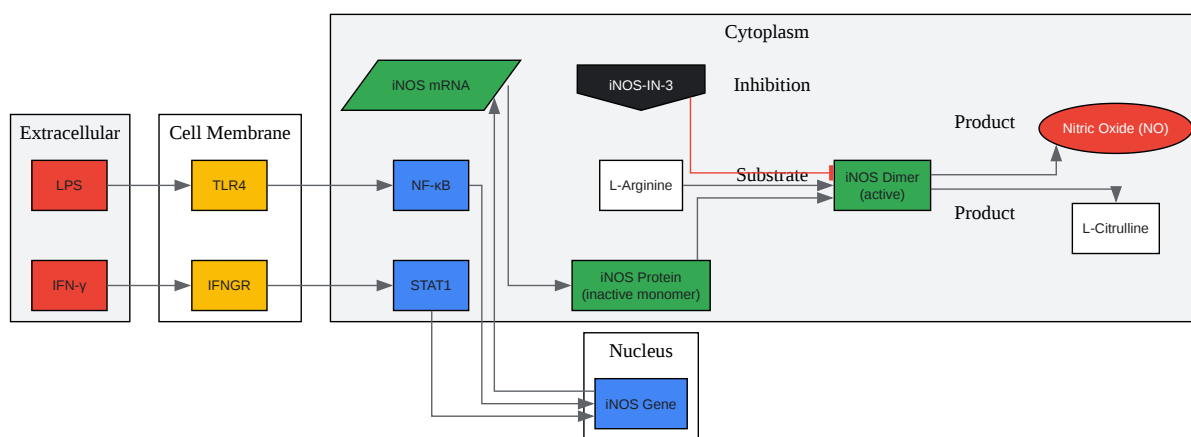 Cytoplasm
iNOS mRNA
iNOS-IN-3
Inhibition
Extracellular
Cell Membrane
Product
Nitric Oxide (NO)
LPS
TLR4
NF-κB
L-Arginine
Substrate
iNOS Dimer
(active)
Product
L-Citrulline
IFN-γ
IFNGR
STAT1
iNOS Protein
(inactive monomer)
Nucleus
iNOS Gene